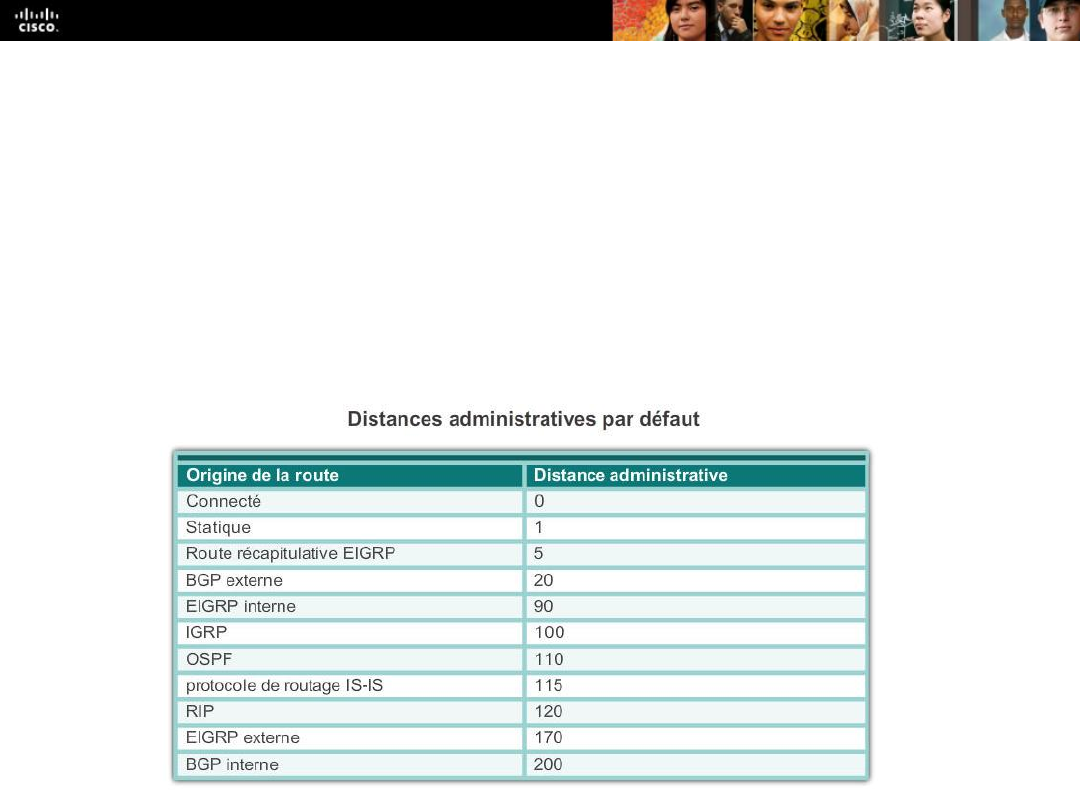 CISCO.
Distances administratives par défaut
Origine de la route Distance administrative
Connecté 0
Statique 1
Route récapitulative EIGRP 5
BGP externe 20
EIGRP interne 90
IGRP 100
OSPF 110
protocole de routage IS-IS 115
RIP 120
EIGRP externe 170
BGP interne 200